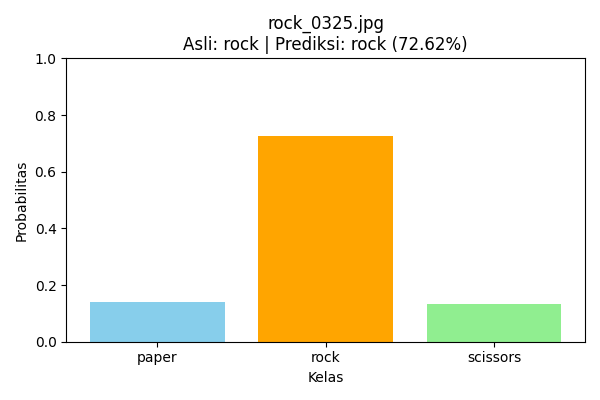 rock_0325.jpg
Asli: rock | Prediksi: rock (72.62%)
1.0
0.8
0.6
0.4
0.2
0.0
Probabilitas
paper
rock
scissors
Kelas